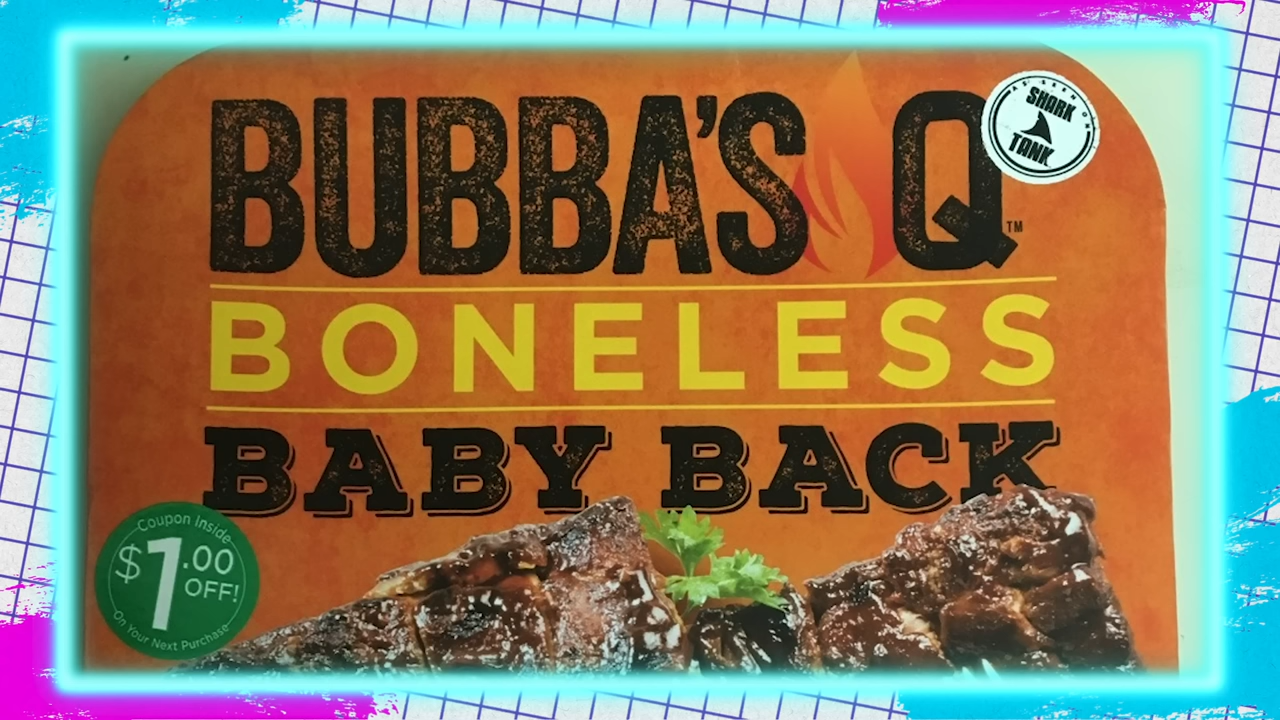 BUBBA'S Q™
AS SEEN ON
SHARK
TANK
BONELESS
BABY BACK
Coupon Inside
$1.00
OFF!
On Your Next Purchase